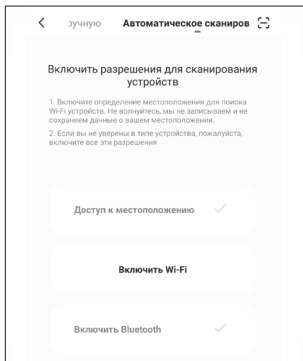 ручную Автоматическое сканиров
Включить разрешения для сканирования
устройств
1. Включите определение местоположения для поиска
Wi-Fi устройств. Не волнуйтесь, мы не записываем и не
сохраняем данные о вашем местоположении.
2. Если вы не уверены в типе устройства, пожалуйста,
включите все эти разрешения
Доступ к местоположению
Включить Wi-Fi
Включить Bluetooth